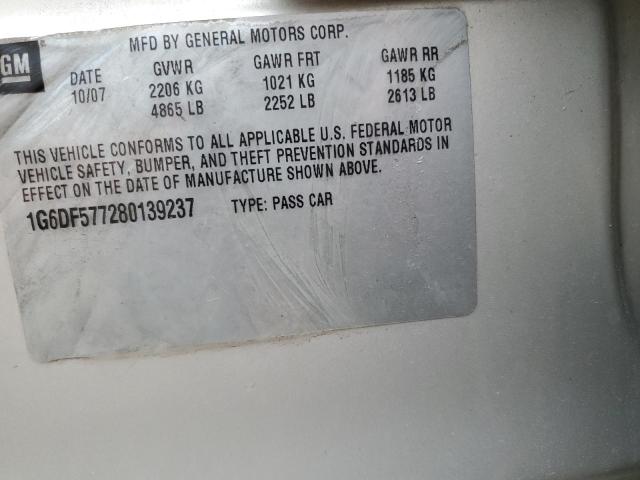 GM
MFD BY GENERAL MOTORS CORP.
DATE GVWR GAWR FRT GAWR RR
10/07 2206 KG 1021 KG 1185 KG
4865 LB 2252 LB 2613 LB
THIS VEHICLE CONFORMS TO ALL APPLICABLE U.S. FEDERAL MOTOR
VEHICLE SAFETY, BUMPER, AND THEFT PREVENTION STANDARDS IN
EFFECT ON THE DATE OF MANUFACTURE SHOWN ABOVE.
1G6DF577280139237 TYPE: PASS CAR